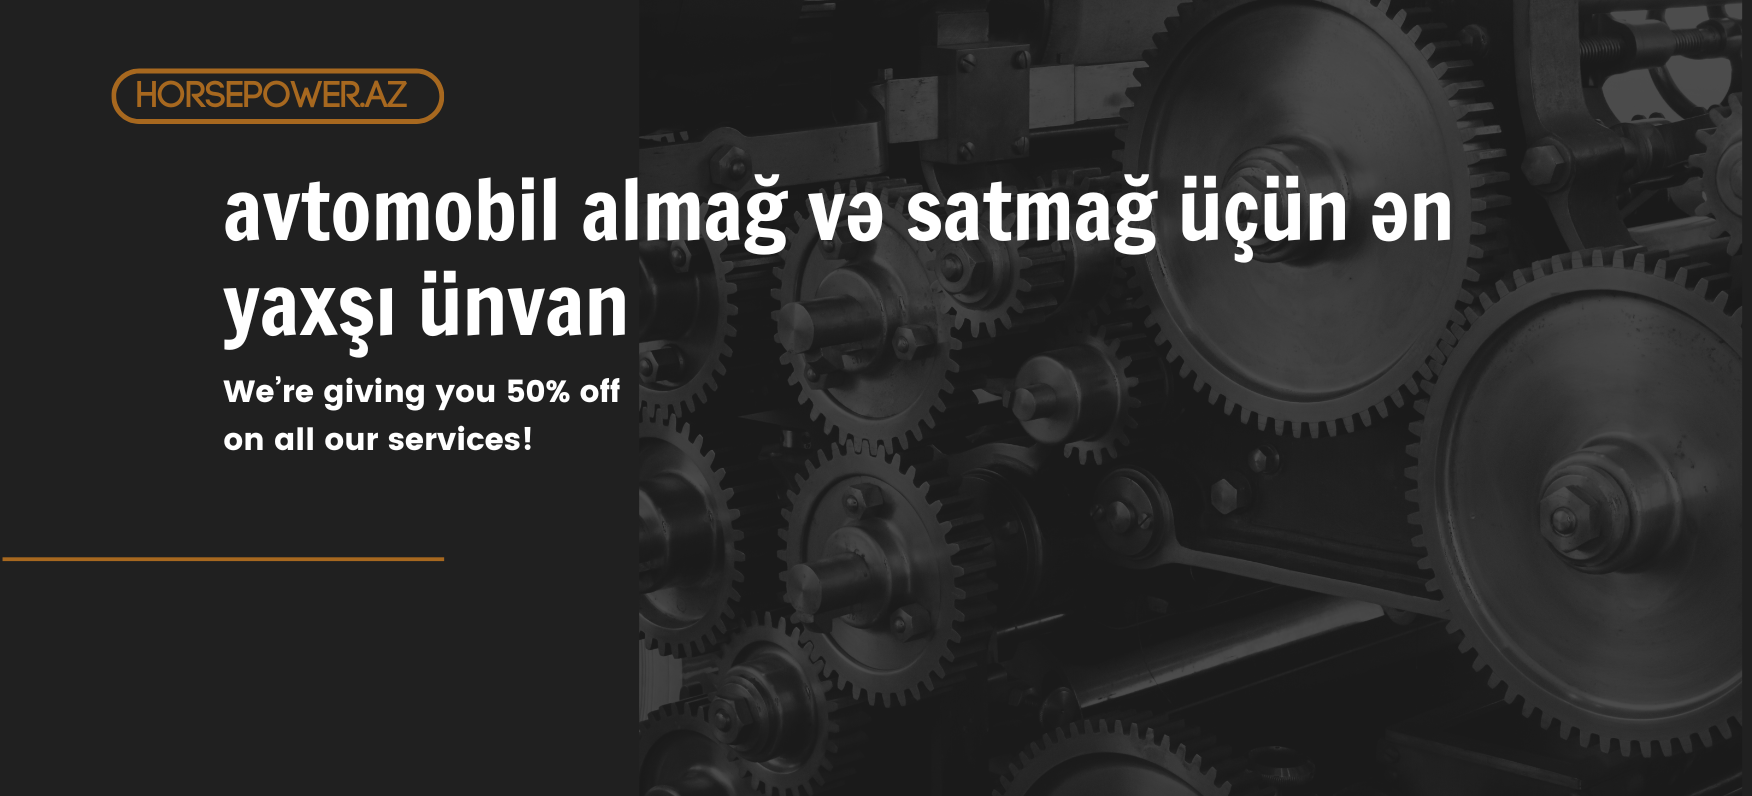 HORSEPOWER.AZ
avtomobil almağ və satmağ üçün ən
yaxşı ünvan
We're giving you 50% off
on all our services!